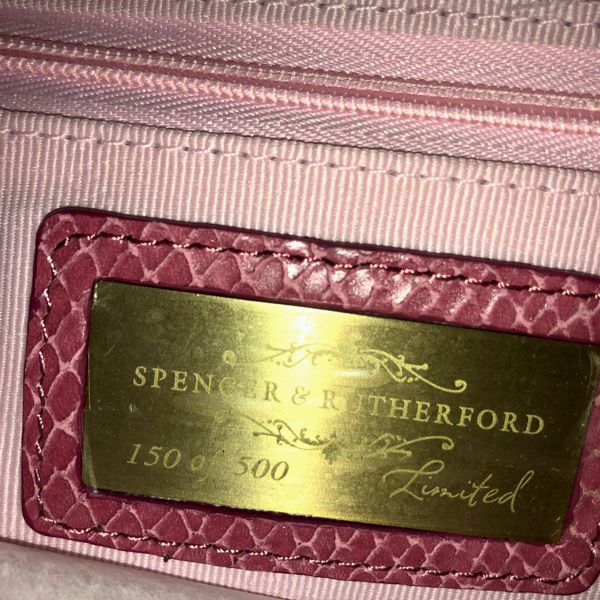 SPENCER & RUTHERFORD
150 of 500
Limited